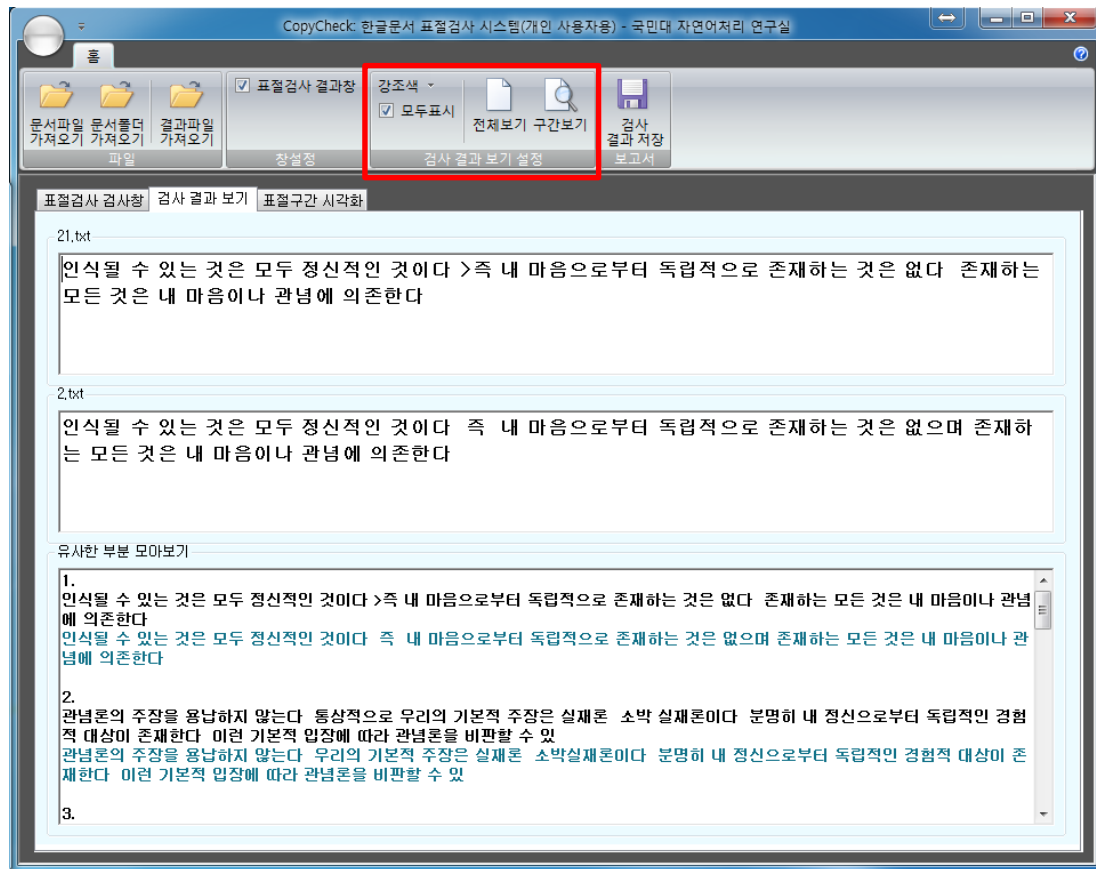 CopyCheck: 한글문서 표절검사 시스템(개인 사용자용) - 국민대 자연어처리 연구실
홈
표절검사 결과창
강조색
모두표시
문서파일 문서폴더 결과파일
가져오기 가져오기 가져오기
전체보기 구간보기
검사
결과 저장
파일
창설정
검사 결과 보기 설정
보고서
표절검사 검사창 검사 결과 보기 표절구간 시각화
21.txt
인식될 수 있는 것은 모두 정신적인 것이다 >즉 내 마음으로부터 독립적으로 존재하는 것은 없다 존재하는
모든 것은 내 마음이나 관념에 의존한다
2.txt
인식될 수 있는 것은 모두 정신적인 것이다 즉 내 마음으로부터 독립적으로 존재하는 것은 없으며 존재하
는 모든 것은 내 마음이나 관념에 의존한다
유사한 부분 모아보기
1.
인식될 수 있는 것은 모두 정신적인 것이다 >즉 내 마음으로부터 독립적으로 존재하는 것은 없다 존재하는 모든 것은 내 마음이나 관념
에 의존한다
인식될 수 있는 것은 모두 정신적인 것이다 즉 내 마음으로부터 독립적으로 존재하는 것은 없으며 존재하는 모든 것은 내 마음이나 관
념에 의존한다
2.
관념론의 주장을 용납하지 않는다 통상적으로 우리의 기본적 주장은 실재론 소박 실재론이다 분명히 내 정신으로부터 독립적인 경험
적 대상이 존재한다 이런 기본적 입장에 따라 관념론을 비판할 수 있
관념론의 주장을 용납하지 않는다 우리의 기본적 주장은 실재론 소박실재론이다 분명히 내 정신으로부터 독립적인 경험적 대상이 존
재한다 이런 기본적 입장에 따라 관념론을 비판할 수 있
3.